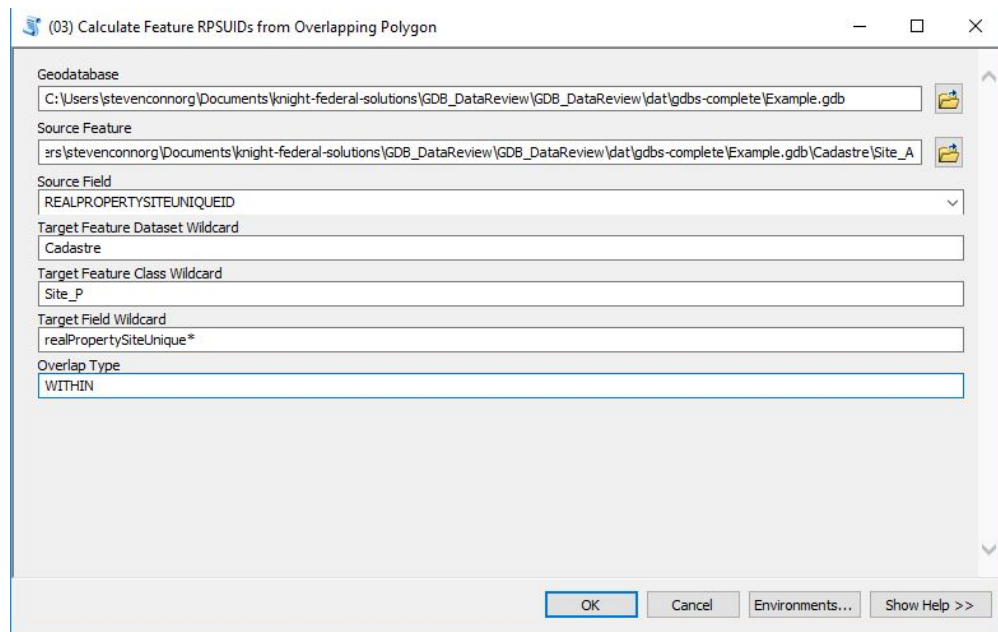 (03) Calculate Feature RPSUIDs from Overlapping Polygon
Geodatabase
C:\Users\stevenconnorg\Documents\knight-federal-solutions\GDB_DataReview\GDB_DataReview\dat\gdbs-complete\Example.gdb
Source Feature
ers\stevenconnorg\Documents\knight-federal-solutions\GDB_DataReview\GDB_DataReview\dat\gdbs-complete\Example.gdb\Cadastre\Site_A
Source Field
REALPROPERTYSITEUNIQUEID
Target Feature Dataset Wildcard
Cadastre
Target Feature Class Wildcard
Site_P
Target Field Wildcard
realPropertySiteUnique*
Overlap Type
WITHIN
OK Cancel Environments... Show Help >>